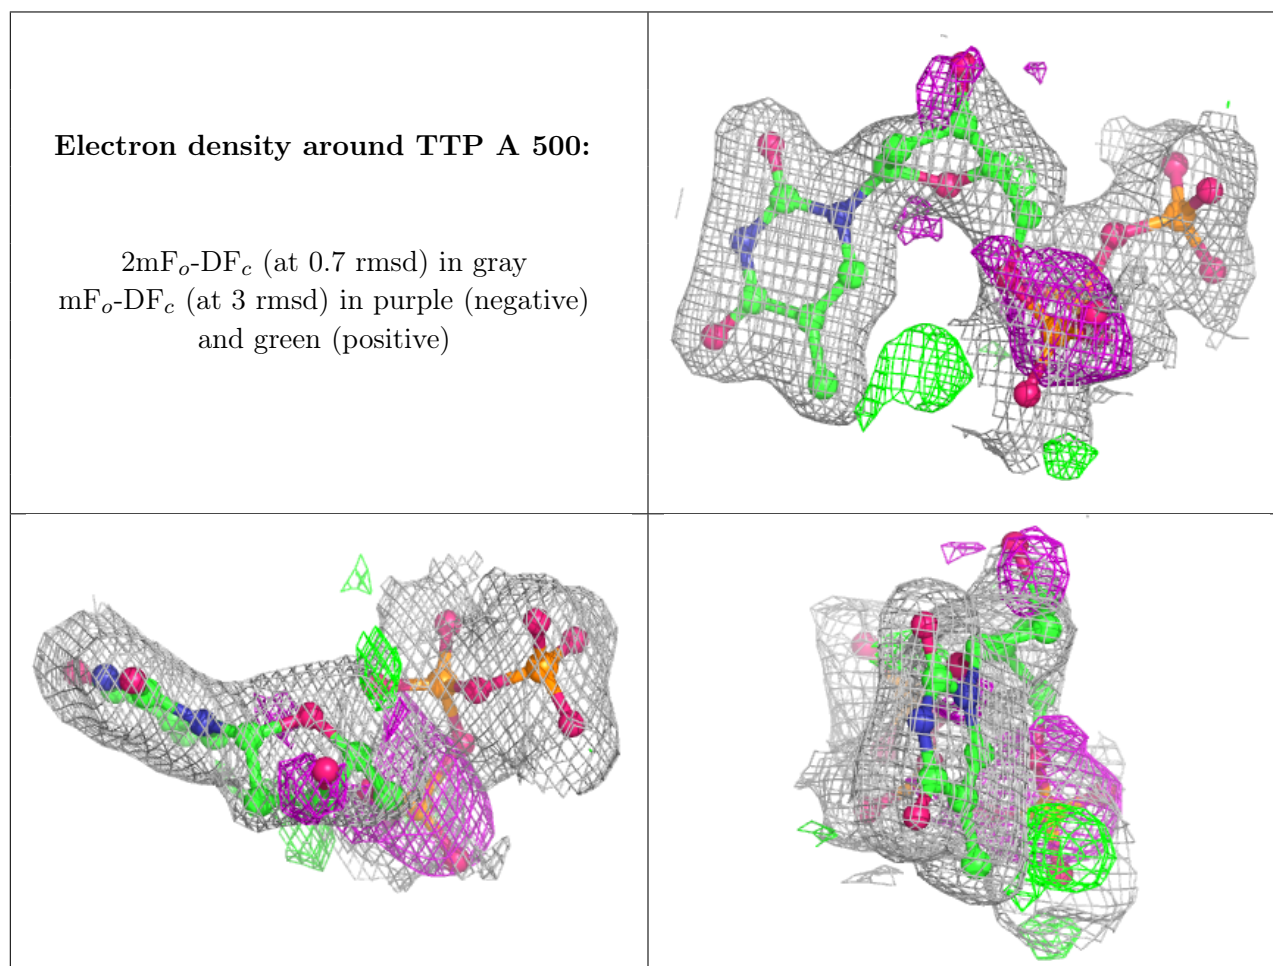 Electron density around TTP A 500:
2mFo-DFc (at 0.7 rmsd) in gray
mFo-DFc (at 3 rmsd) in purple (negative)
and green (positive)